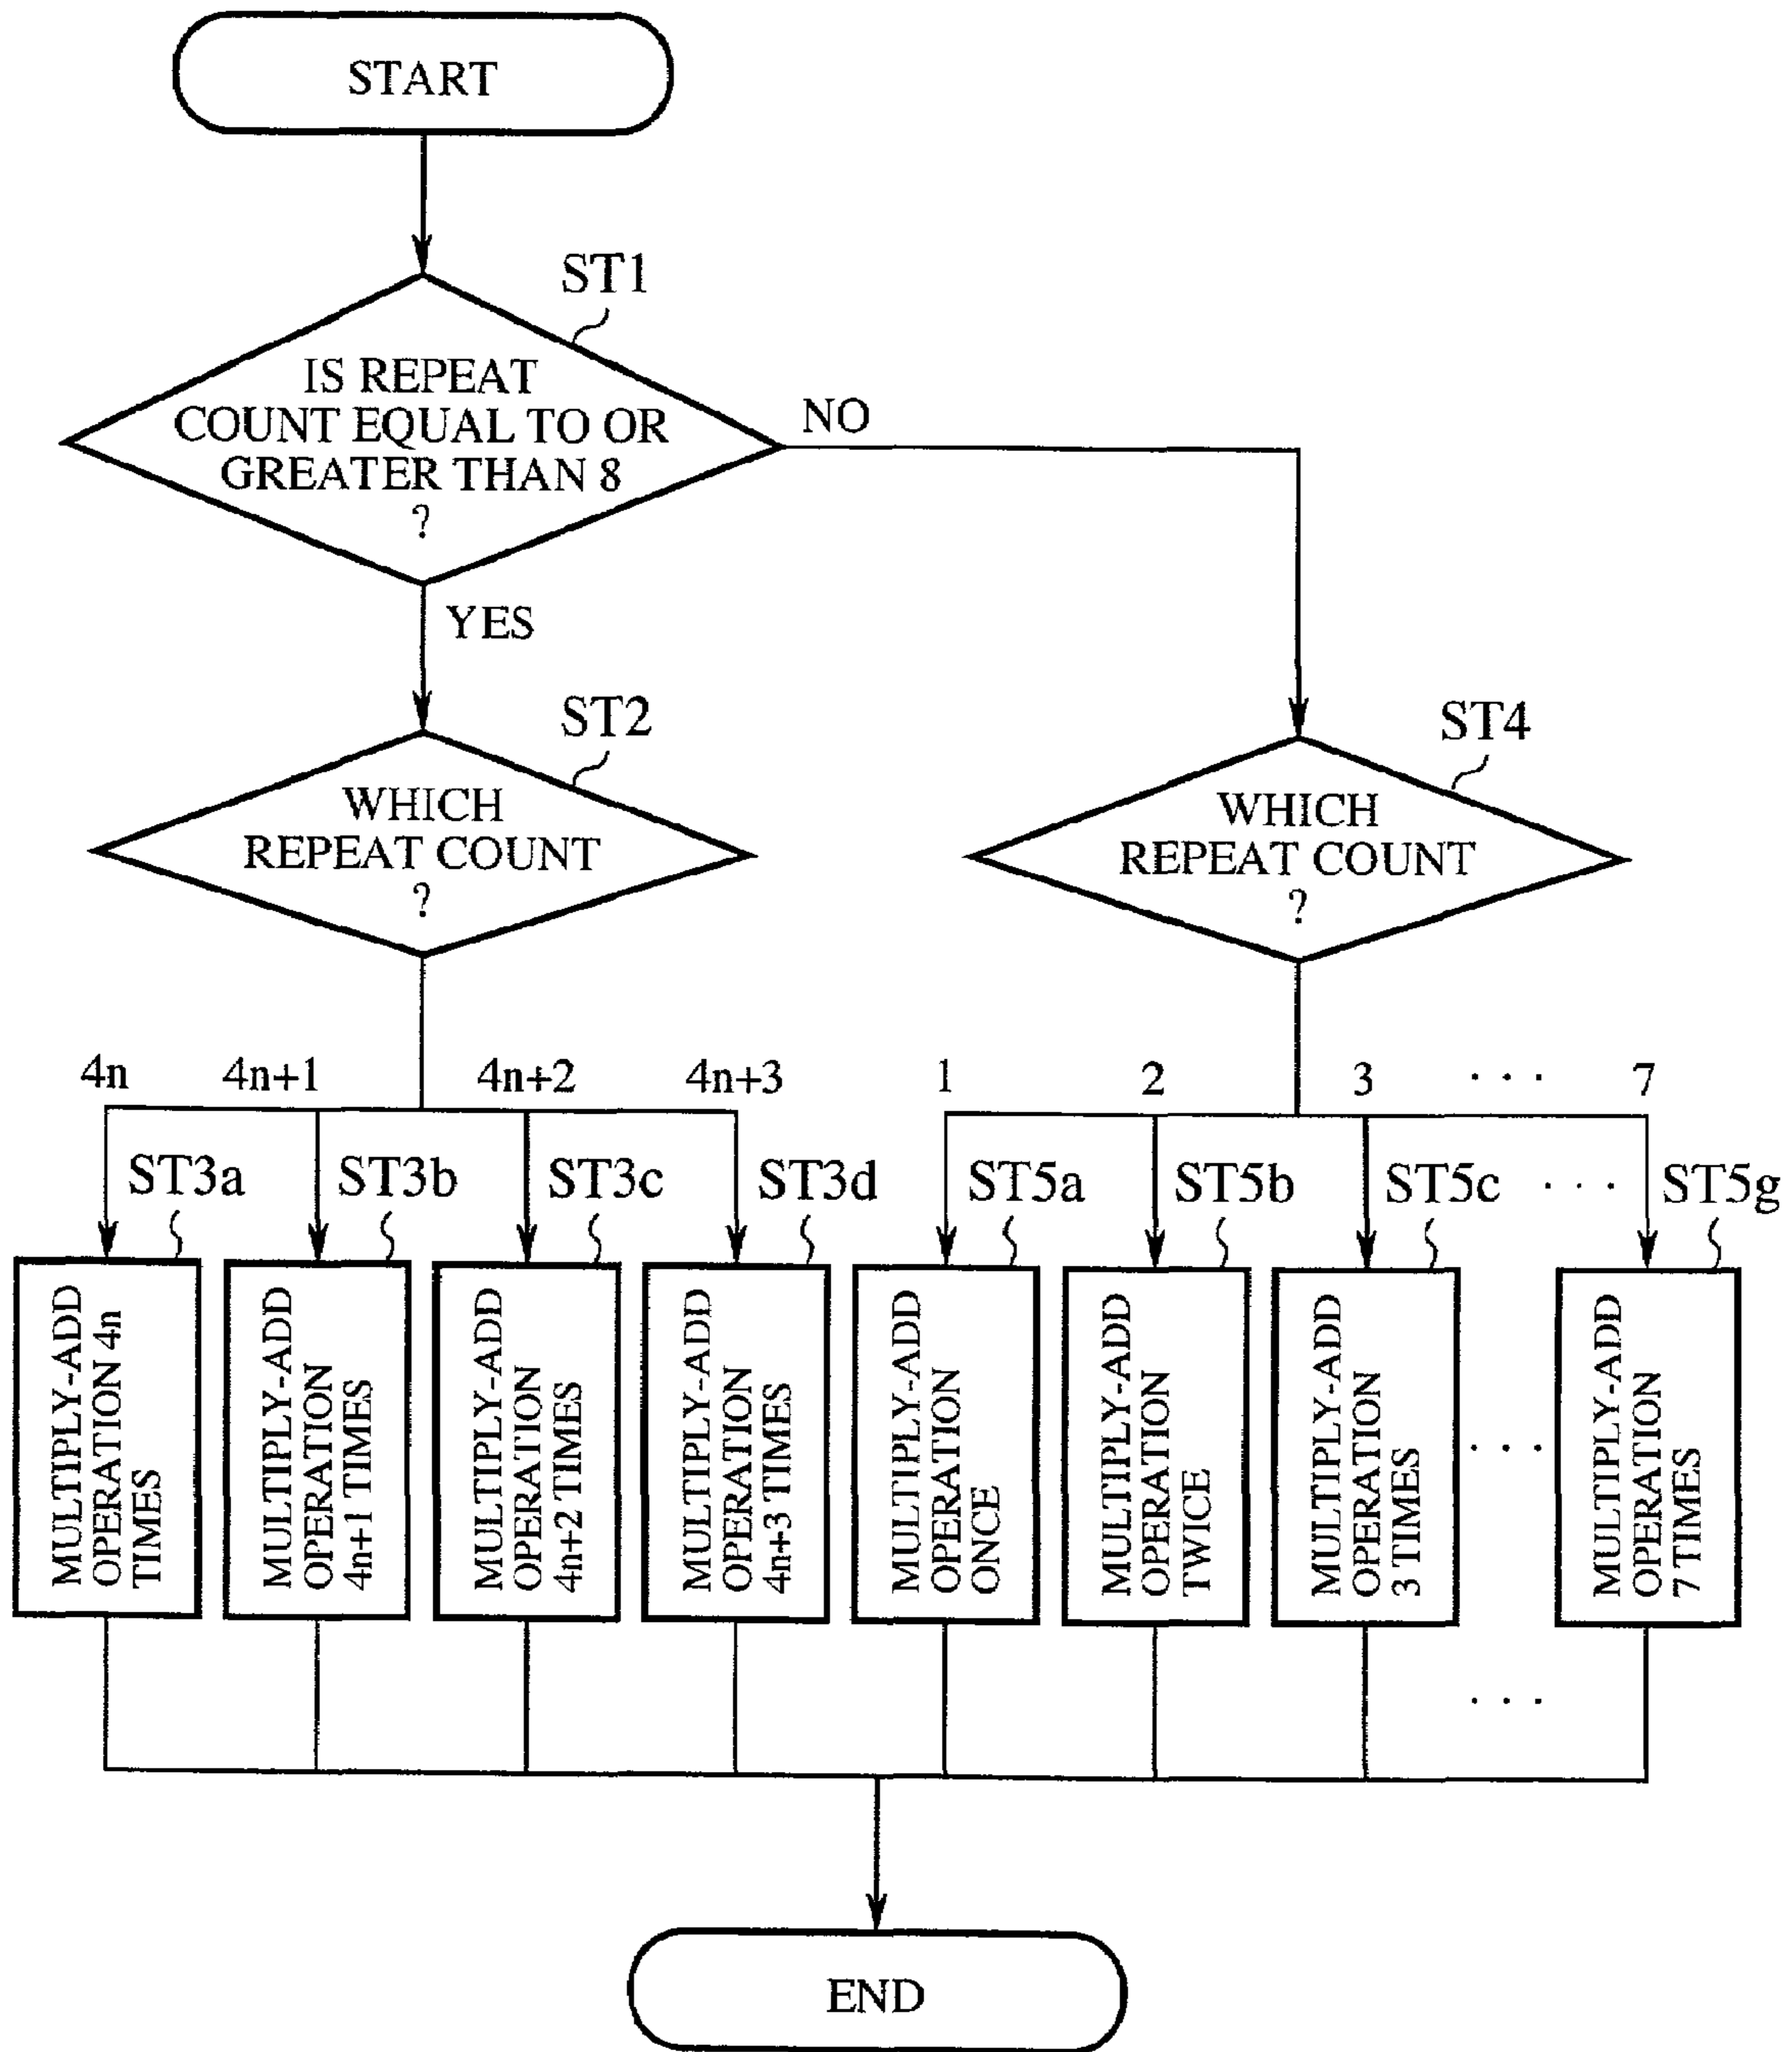 START
ST1
IS REPEAT
COUNT EQUAL TO OR
GREATER THAN 8
?
NO
YES
ST2
WHICH
REPEAT COUNT
?
ST4
WHICH
REPEAT COUNT
?
4n
4n+1
4n+2
4n+3
1
2
3
· · ·
7
ST3a
ST3b
ST3c
ST3d
ST5a
ST5b
ST5c
· · ·
ST5g
MULTIPLY-ADD
OPERATION 4n
TIMES
MULTIPLY-ADD
OPERATION
4n+1 TIMES
MULTIPLY-ADD
OPERATION
4n+2 TIMES
MULTIPLY-ADD
OPERATION
4n+3 TIMES
MULTIPLY-ADD
OPERATION
ONCE
MULTIPLY-ADD
OPERATION
TWICE
MULTIPLY-ADD
OPERATION
3 TIMES
· · ·
MULTIPLY-ADD
OPERATION
7 TIMES
· · ·
END